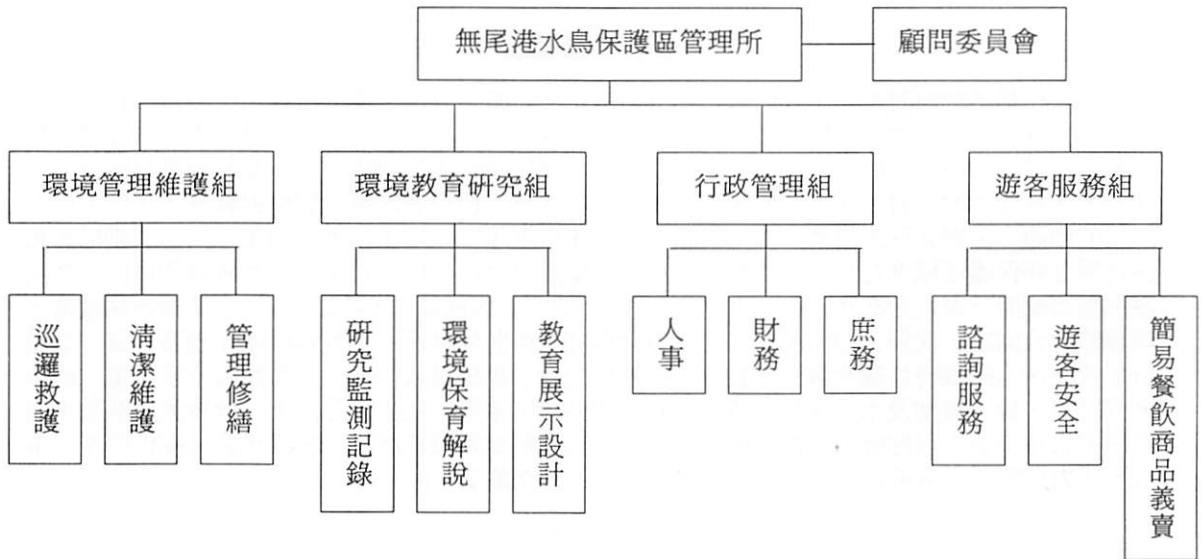 無尾港水鳥保護區管理所
顧問委員會
環境管理維護組
環境教育研究組
行政管理組
遊客服務組
巡邏救護
清潔維護
管理修繕
研究監測記錄
環境保育解說
教育展示設計
人事
財務
庶務
諮詢服務
遊客安全
簡易餐飲商品義賣